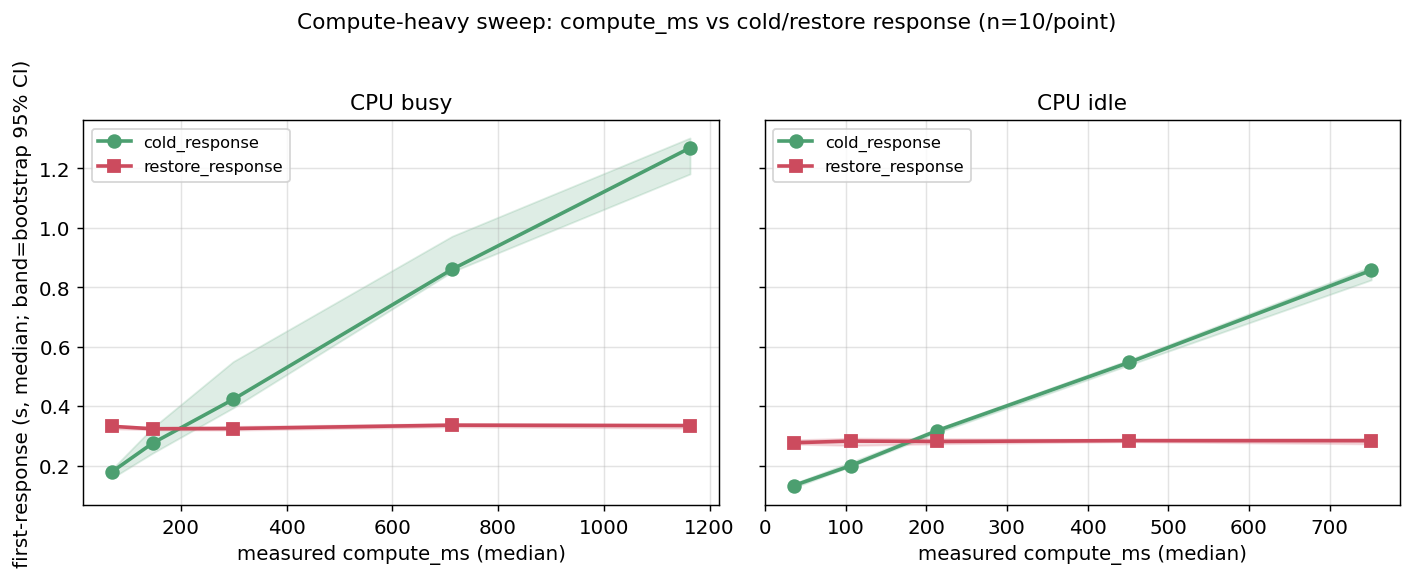 Compute-heavy sweep: compute_ms vs cold/restore response (n=10/point)
first-response (s, median; band=bootstrap 95% CI)
CPU busy
cold_response
restore_response
1.2
1.0
0.8
0.6
0.4
0.2
200 400 600 800 1000 1200
measured compute_ms (median)
CPU idle
cold_response
restore_response
0 100 200 300 400 500 600 700
measured compute_ms (median)